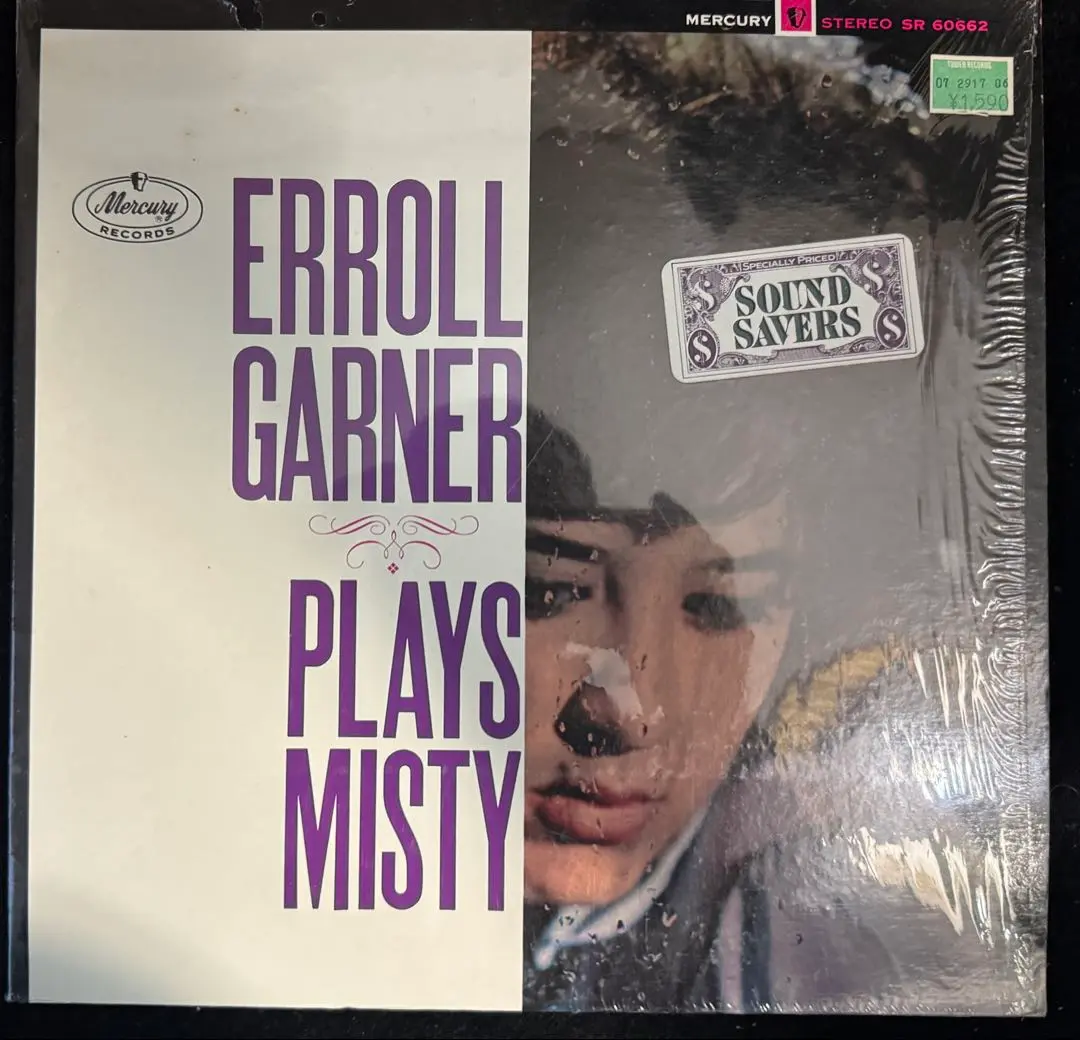 MERCURY STEREO SR 60662
TOWER RECORDS
07 2917 06
¥1,590
Mercury ®
RECORDS
ERROLL
GARNER
SPECIALLY PRICED
SOUND
SAVERS
$ $ $ $
PLAYS
MISTY